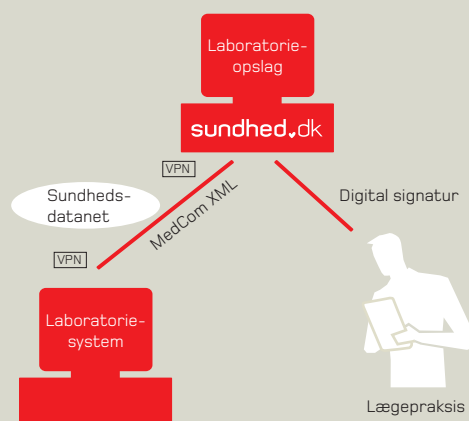 Laboratorie-
opslag
sundhed.dk
VPN
Sundheds-
datanet
MedCom XML
Digital signatur
VPN
Laboratorie-
system
Lægepraksis